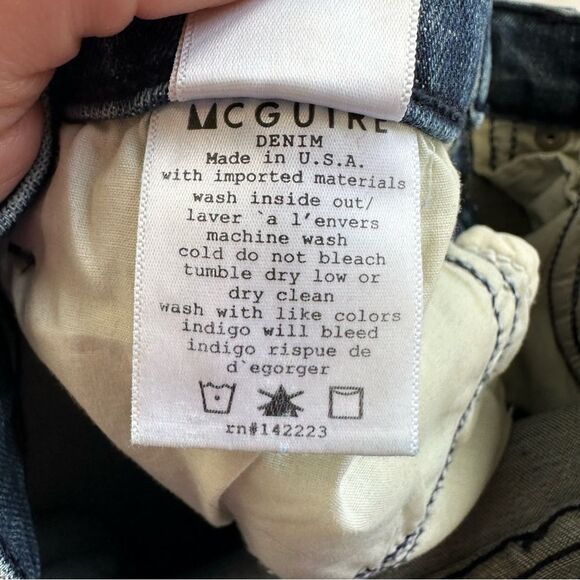 MCGUIRE
DENIM
Made in U.S.A.
with imported materials
wash inside out/
laver `a l'envers
machine wash
cold do not bleach
tumble dry low or
dry clean
wash with like colors
indigo will bleed
indigo rispue de
d`egorger
rn#142223